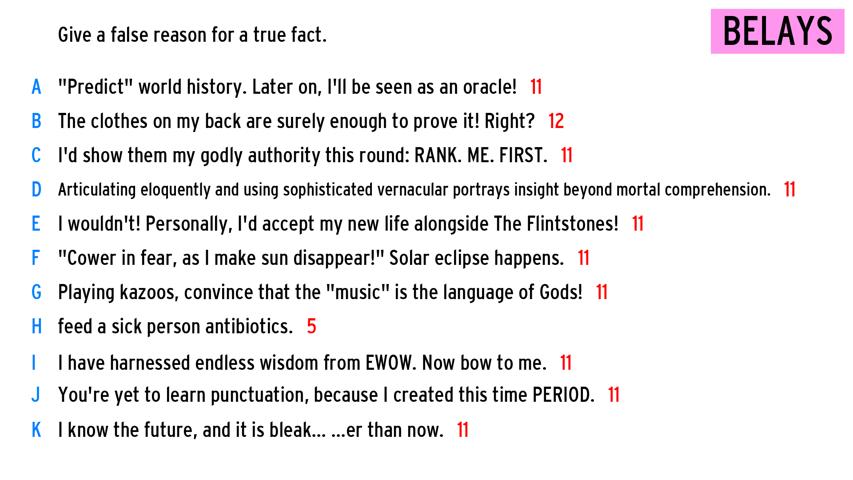 Give a false reason for a true fact.
BELAYS
A "Predict" world history. Later on, I'll be seen as an oracle! 11
B The clothes on my back are surely enough to prove it! Right? 12
C I'd show them my godly authority this round: RANK. ME. FIRST. 11
D Articulating eloquently and using sophisticated vernacular portrays insight beyond mortal comprehension. 11
E I wouldn't! Personally, I'd accept my new life alongside The Flintstones! 11
F "Cower in fear, as I make sun disappear!" Solar eclipse happens. 11
G Playing kazoos, convince that the "music" is the language of Gods! 11
H feed a sick person antibiotics. 5
I I have harnessed endless wisdom from EWOW. Now bow to me. 11
J You're yet to learn punctuation, because I created this time PERIOD. 11
K I know the future, and it is bleak... ...er than now. 11